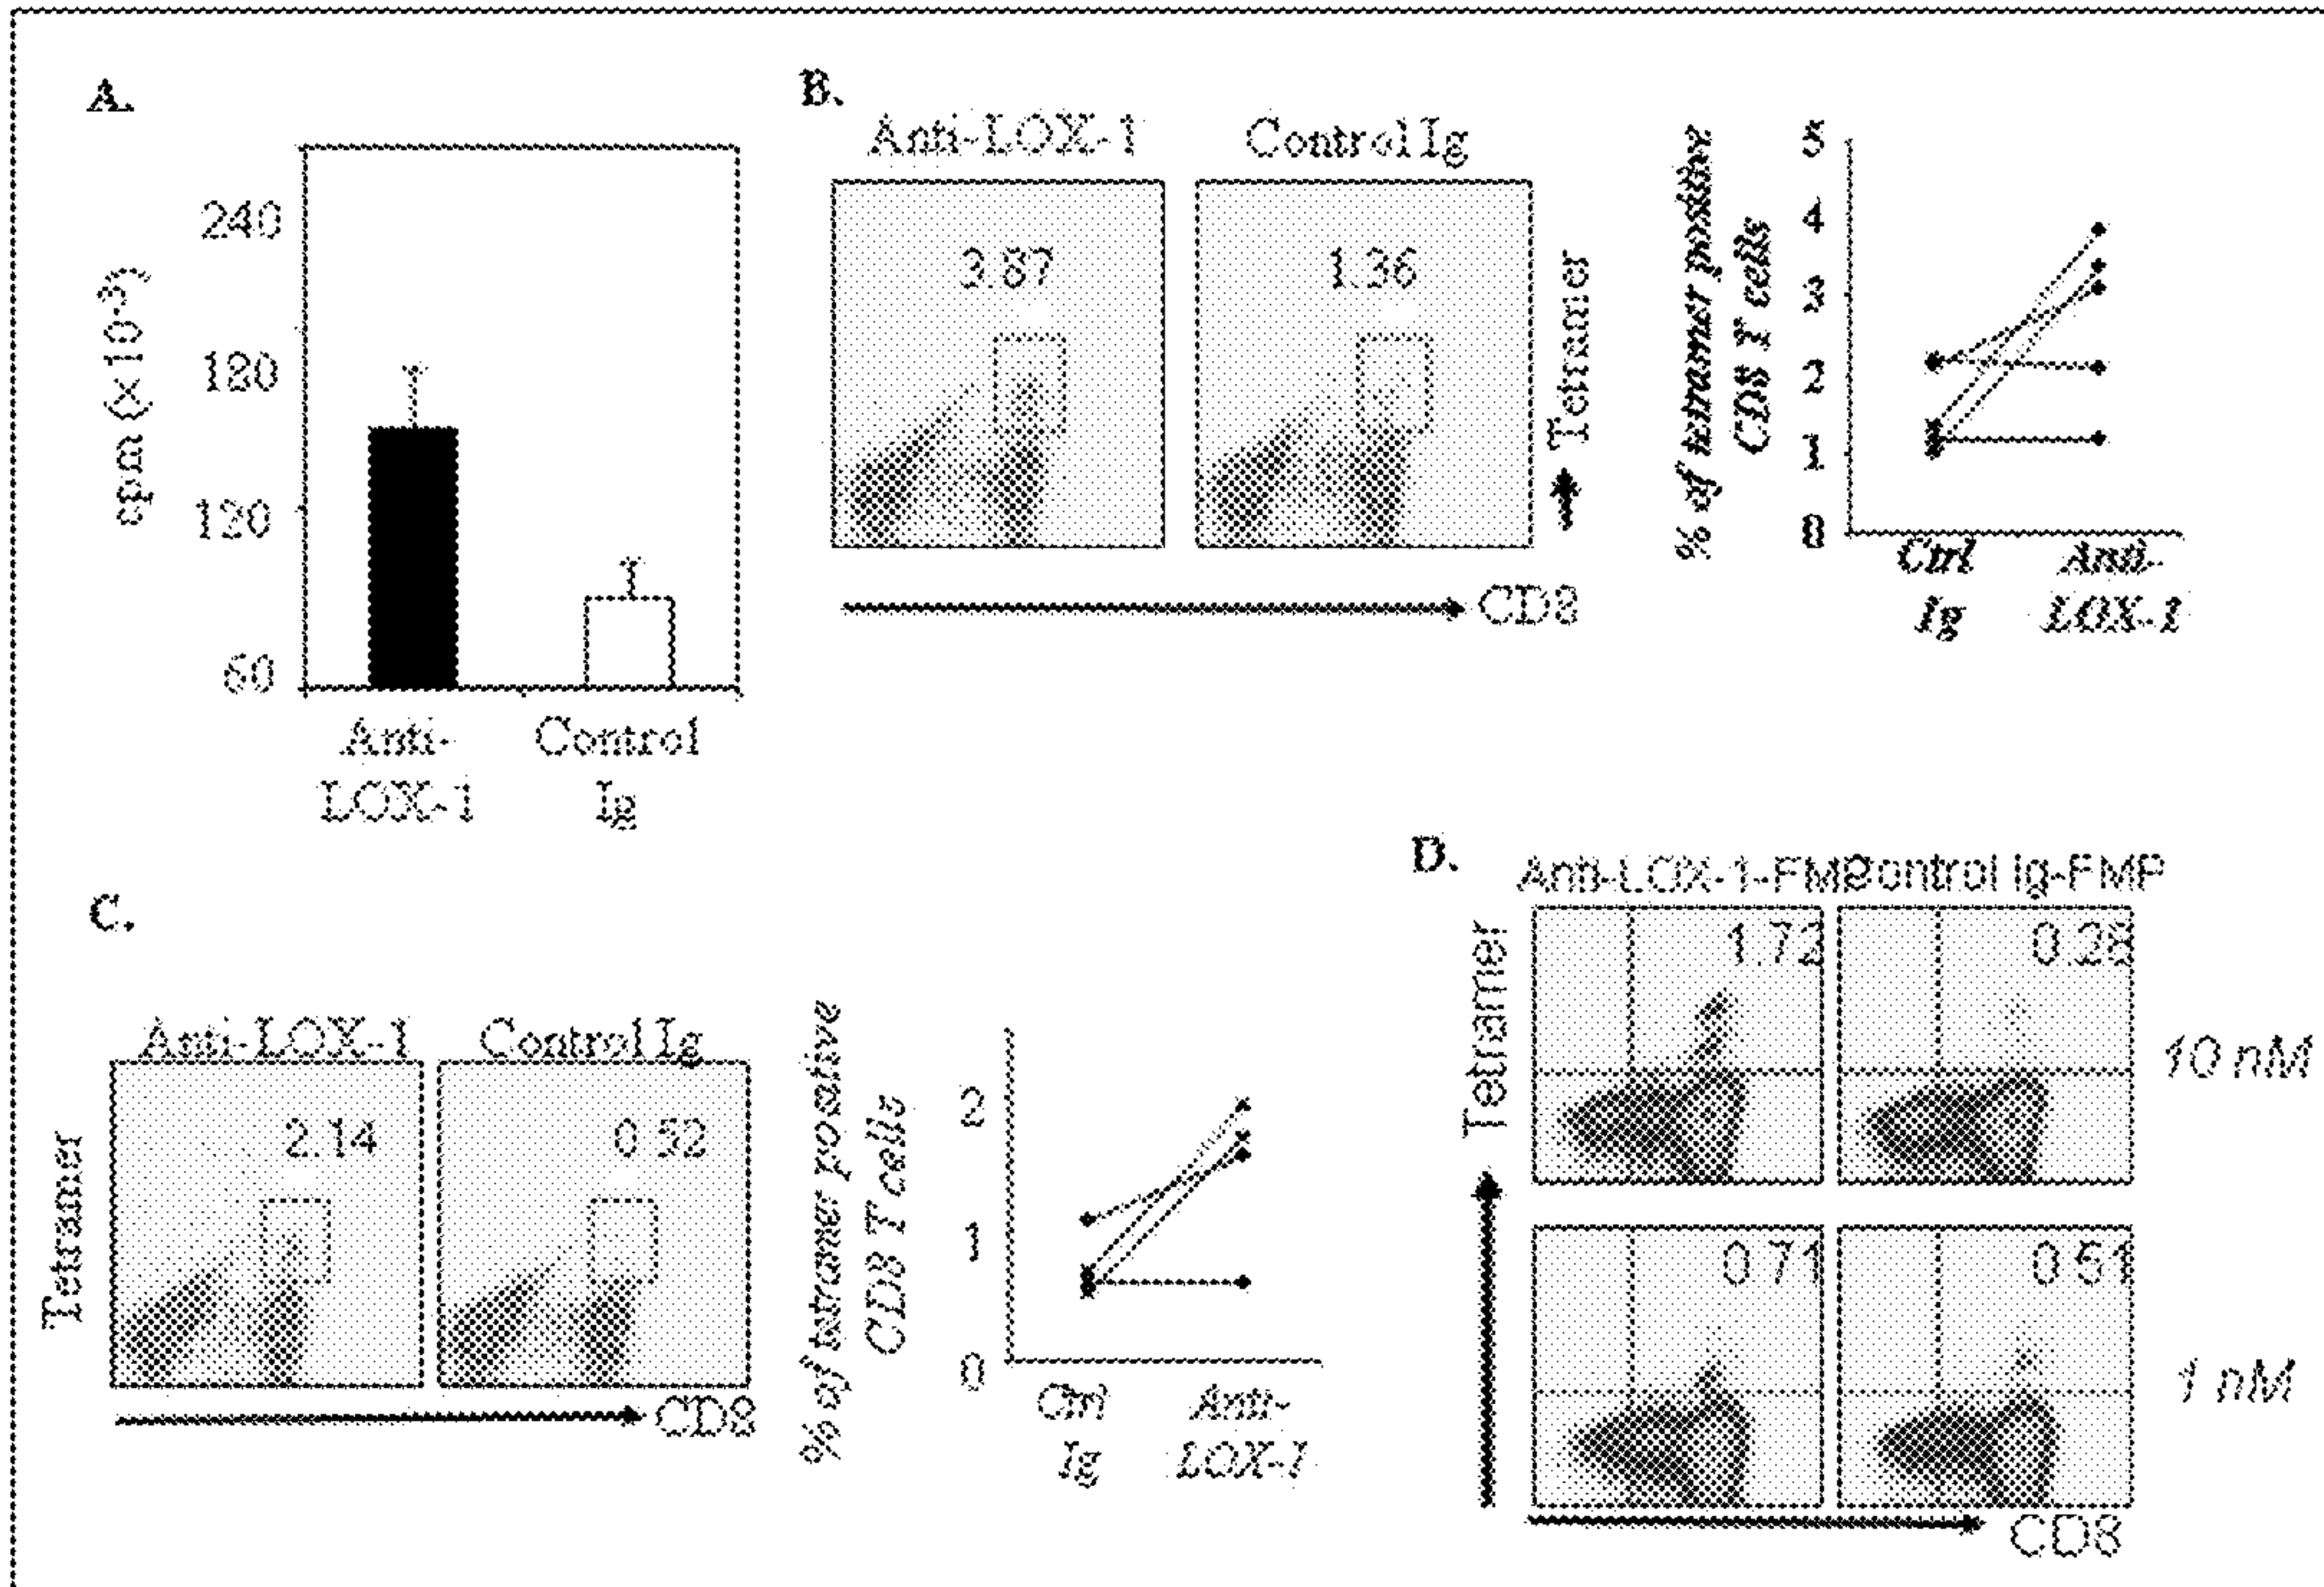 A.
240
180
120
60
cpm (x10-3)
Anti-
LOX-1
Control
Ig
B.
Anti-LOX-1
Control Ig
3.87
1.36
Tetramer
CD8
% of tetramer positive
CD8 T cells
5
4
3
2
1
0
Ctrl
Ig
Anti-
LOX-1
C.
Anti-LOX-1
Control Ig
2.14
0.52
Tetramer
CD8
% of tetramer positive
CD8 T cells
2
1
0
Ctrl
Ig
Anti-
LOX-1
D.
Anti-LOX-1-FMP
Control Ig-FMP
1.72
Tetramer
10 nM
0.71
0.51
1 nM
CD8